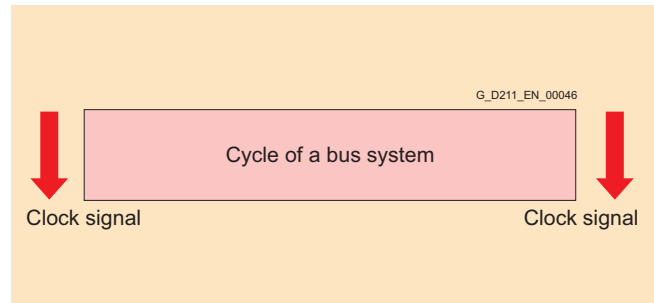 G_D211_EN_00046
Cycle of a bus system
Clock signal
Clock signal